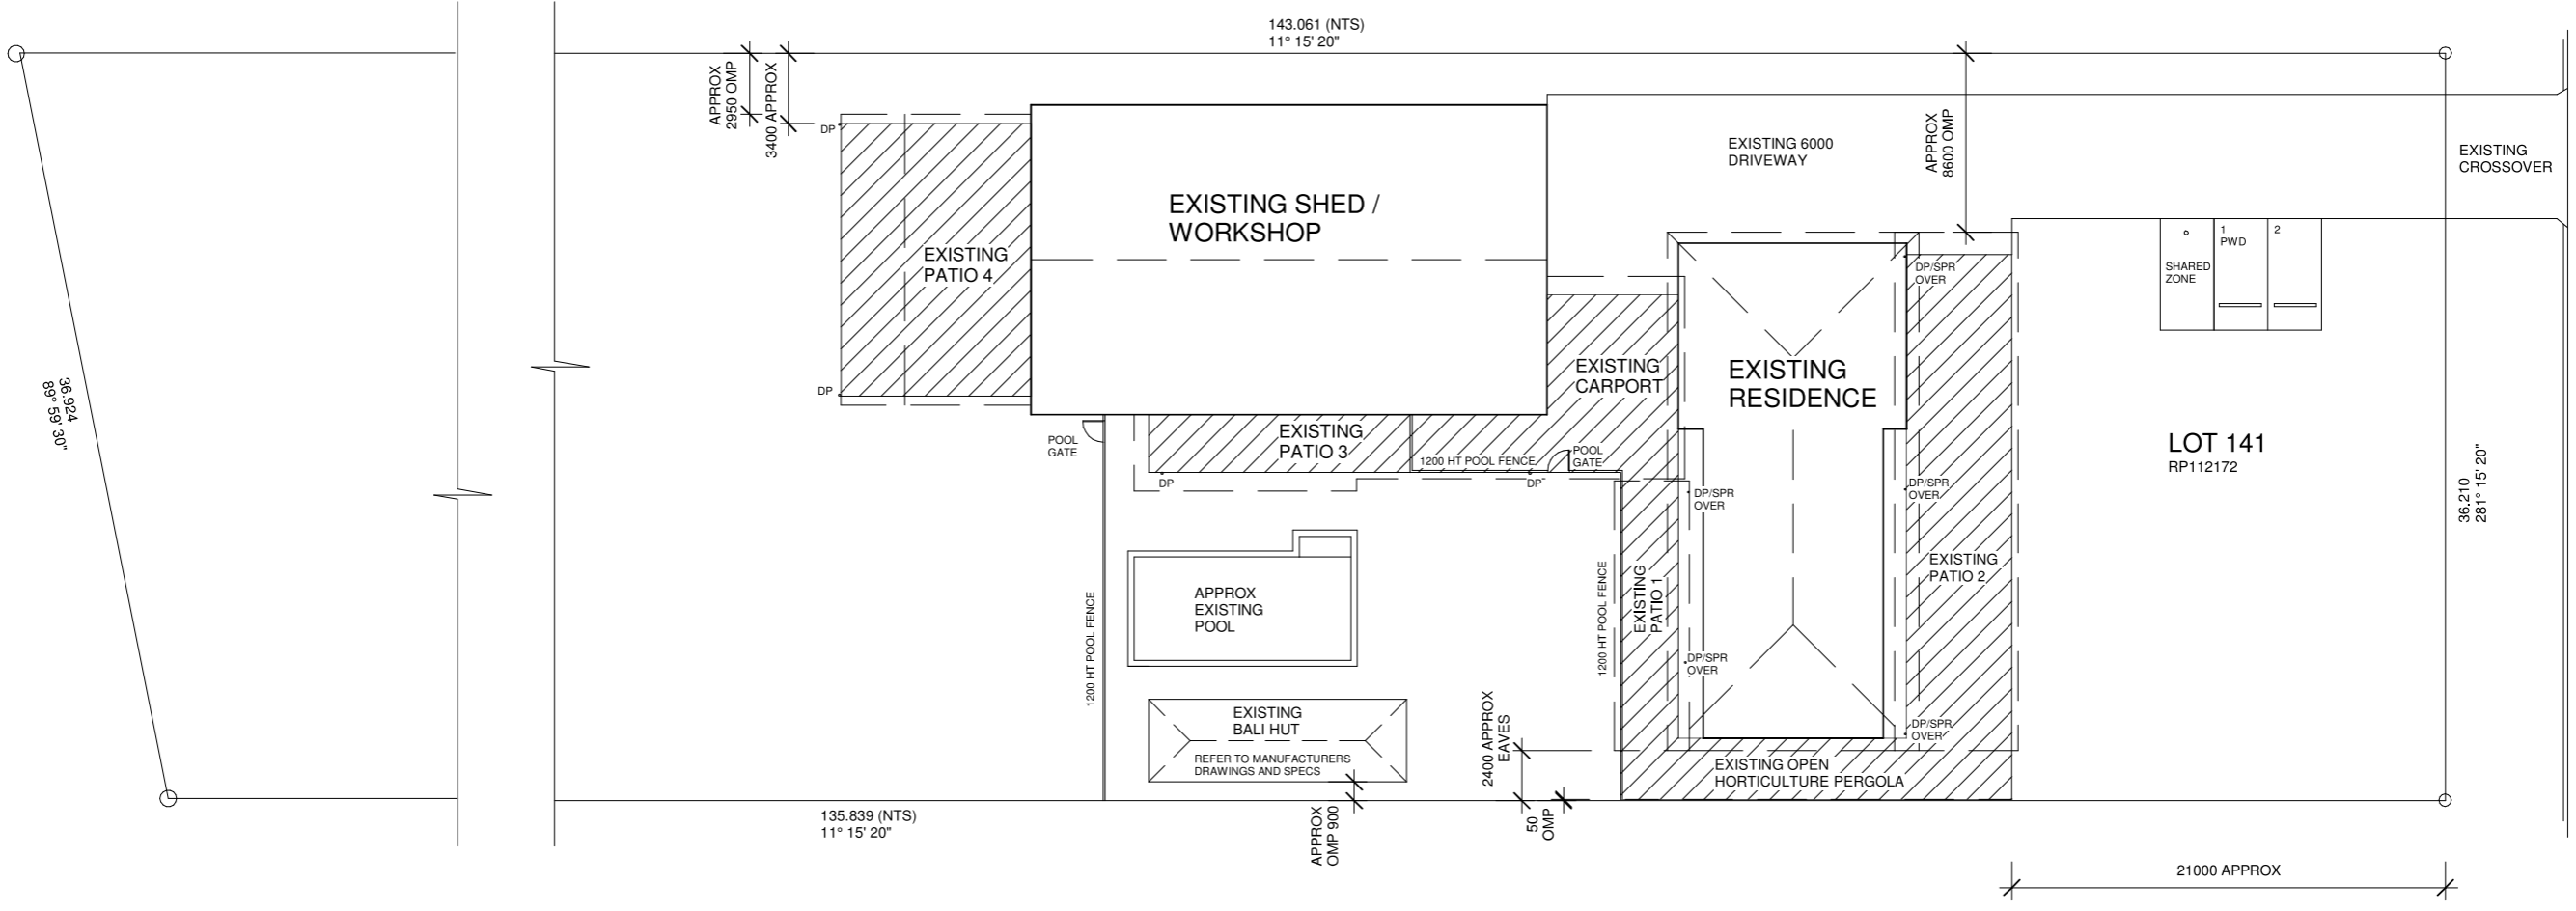 143.061 (NTS)
11° 15' 20"
APPROX
2950 OMP
3400 APPROX
DP
EXISTING
PATIO 4
DP
EXISTING SHED /
WORKSHOP
EXISTING 6000
DRIVEWAY
APPROX
8600 OMP
EXISTING
CROSSOVER
SHARED
ZONE
1
PWD
2
DP/SPR
OVER
EXISTING
CARPORT
EXISTING
RESIDENCE
36.924
89° 59' 30"
POOL
GATE
EXISTING
PATIO 3
1200 HT POOL FENCE
POOL
GATE
DP
DP
LOT 141
RP112172
36.210
281° 15' 20"
DP/SPR
OVER
DP/SPR
OVER
EXISTING
PATIO 2
1200 HT POOL FENCE
APPROX
EXISTING
POOL
1200 HT POOL FENCE
EXISTING
PATIO 1
DP/SPR
OVER
DP/SPR
OVER
EXISTING
BALI HUT
REFER TO MANUFACTURERS
DRAWINGS AND SPECS
2400 APPROX
EAVES
EXISTING OPEN
HORTICULTURE PERGOLA
135.839 (NTS)
11° 15' 20"
APPROX
OMP 900
50
OMP
21000 APPROX